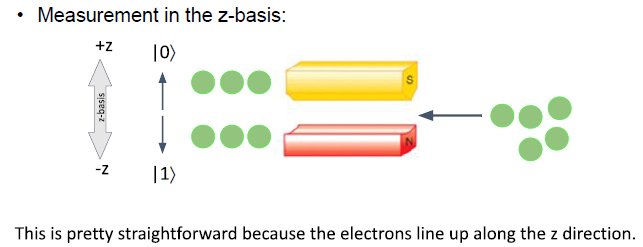 • Measurement in the z-basis:
+z
|0⟩
z-basis
S
N
-z
|1⟩
This is pretty straightforward because the electrons line up along the z direction.